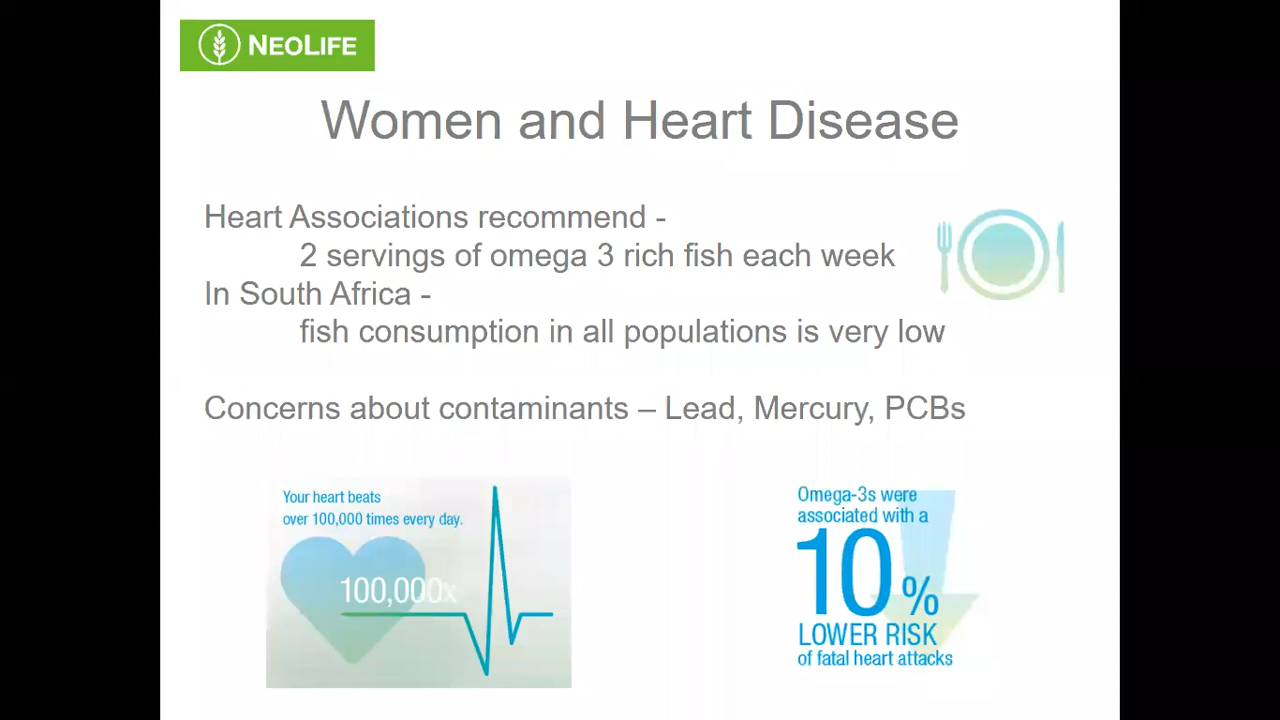 NEOLIFE
Women and Heart Disease
Heart Associations recommend -
2 servings of omega 3 rich fish each week
In South Africa -
fish consumption in all populations is very low
Concerns about contaminants – Lead, Mercury, PCBs
Your heart beats
over 100,000 times every day.
100,000x
Omega-3s were
associated with a
10%
LOWER RISK
of fatal heart attacks